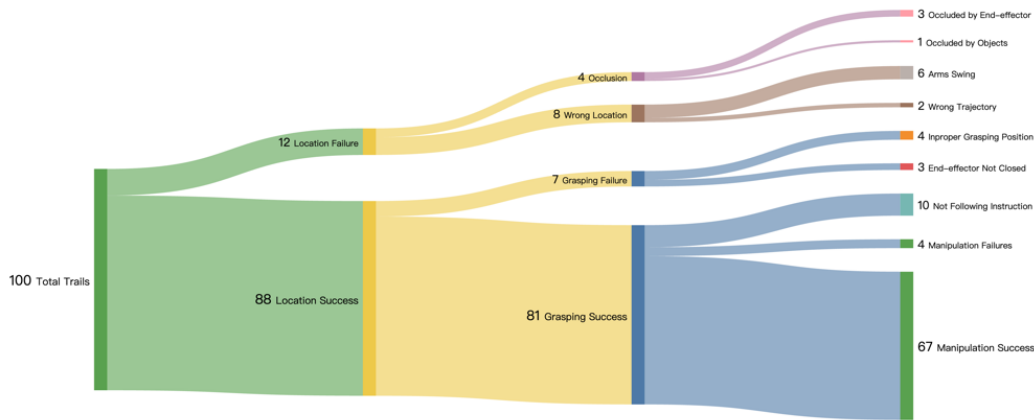 3 Occluded by End-effector
1 Occluded by Objects
4 Occlusion
6 Arms Swing
8 Wrong Location
2 Wrong Trajectory
12 Location Failure
4 Inproper Grasping Position
3 End-effector Not Closed
7 Grasping Failure
10 Not Following Instruction
4 Manipulation Failures
100 Total Trails
88 Location Success
81 Grasping Success
67 Manipulation Success